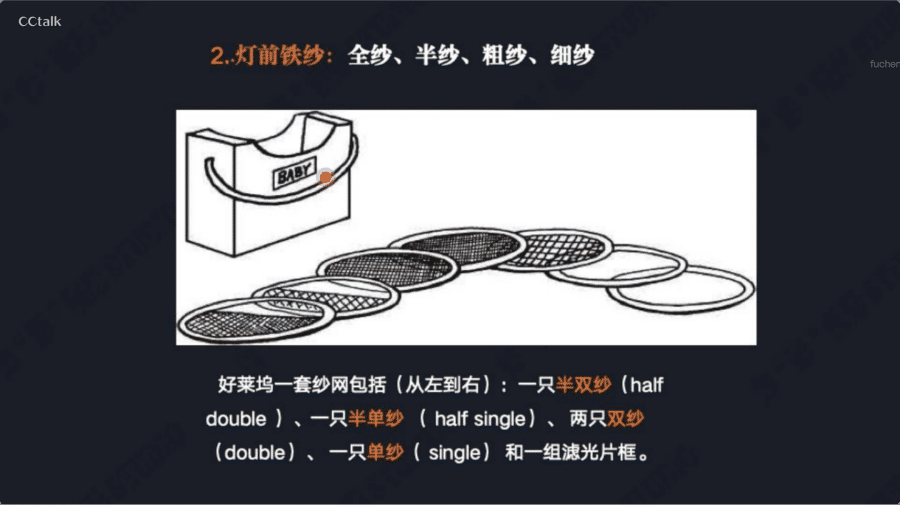 CCtalk
2.灯前铁纱：全纱、半纱、粗纱、细纱
fucher
BABY
好莱坞一套纱网包括（从左到右）：一只半双纱（half
double ）、一只半单纱 （ half single）、 两只双纱
（double）、 一只单纱（ single） 和一组滤光片框。